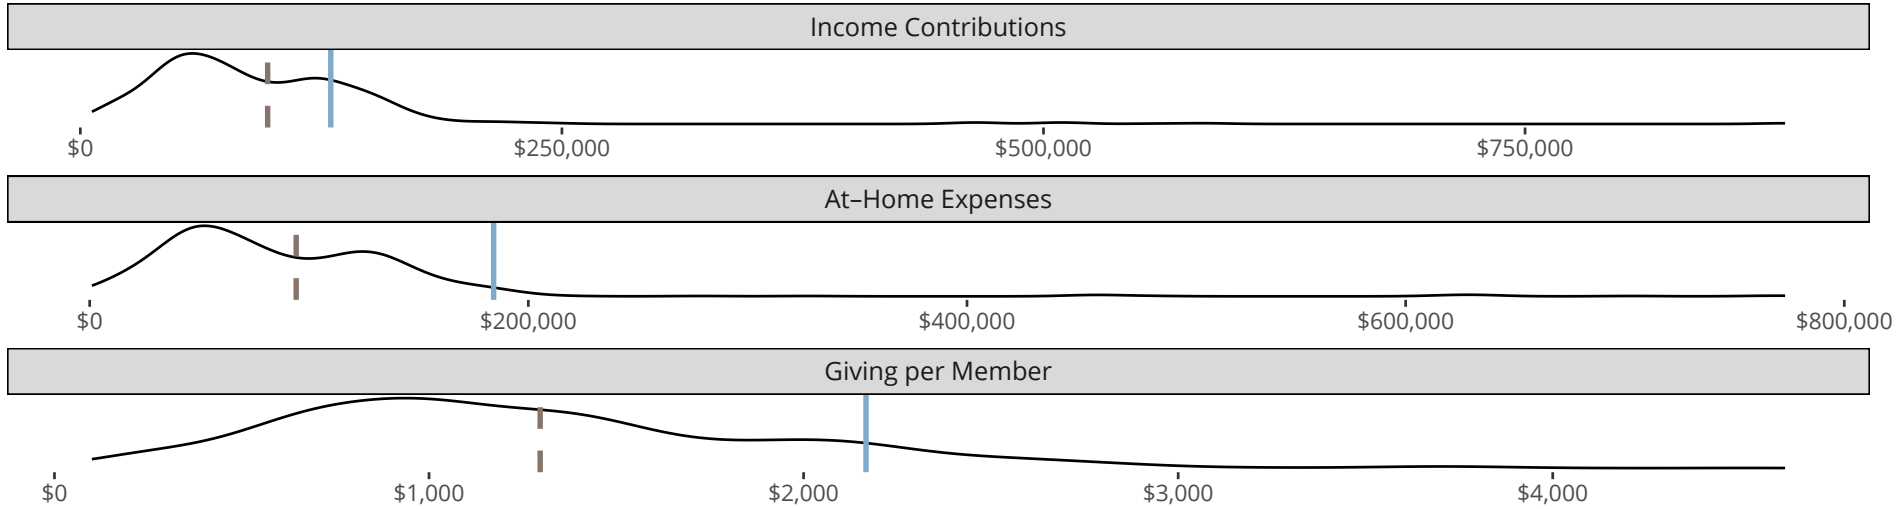 Income Contributions
$0 $250,000 $500,000 $750,000
At–Home Expenses
$0 $200,000 $400,000 $600,000 $800,000
Giving per Member
$0 $1,000 $2,000 $3,000 $4,000